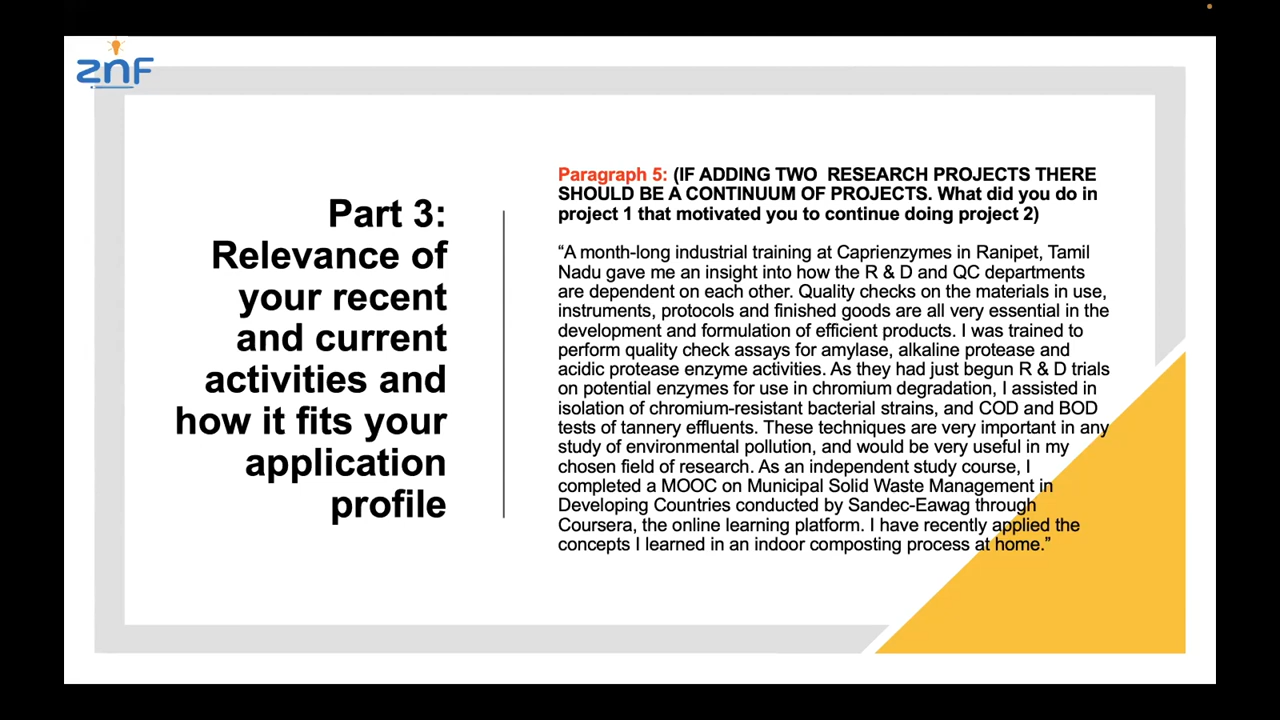 znf
Part 3:
Relevance of
your recent
and current
activities and
how it fits your
application
profile
Paragraph 5: (IF ADDING TWO  RESEARCH PROJECTS THERE
SHOULD BE A CONTINUUM OF PROJECTS. What did you do in
project 1 that motivated you to continue doing project 2)
“A month-long industrial training at Caprienzymes in Ranipet, Tamil
Nadu gave me an insight into how the R & D and QC departments
are dependent on each other. Quality checks on the materials in use,
instruments, protocols and finished goods are all very essential in the
development and formulation of efficient products. I was trained to
perform quality check assays for amylase, alkaline protease and
acidic protease enzyme activities. As they had just begun R & D trials
on potential enzymes for use in chromium degradation, I assisted in
isolation of chromium-resistant bacterial strains, and COD and BOD
tests of tannery effluents. These techniques are very important in any
study of environmental pollution, and would be very useful in my
chosen field of research. As an independent study course, I
completed a MOOC on Municipal Solid Waste Management in
Developing Countries conducted by Sandec-Eawag through
Coursera, the online learning platform. I have recently applied the
concepts I learned in an indoor composting process at home.”